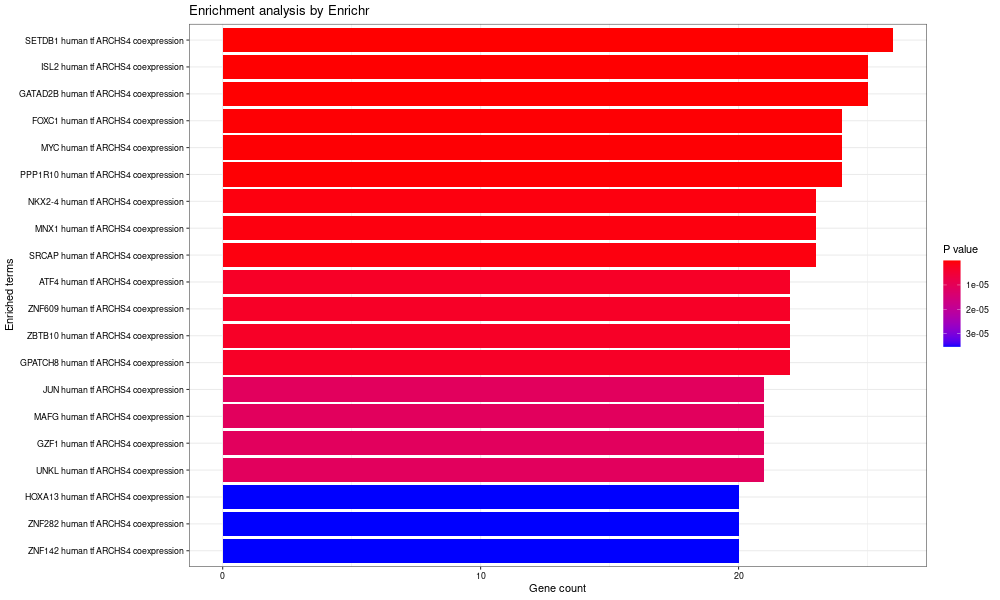 Enrichment analysis by Enrichr
SETDB1 human tf ARCHS4 coexpression
ISL2 human tf ARCHS4 coexpression
GATAD2B human tf ARCHS4 coexpression
FOXC1 human tf ARCHS4 coexpression
MYC human tf ARCHS4 coexpression
PPP1R10 human tf ARCHS4 coexpression
NKX2-4 human tf ARCHS4 coexpression
MNX1 human tf ARCHS4 coexpression
SRCAP human tf ARCHS4 coexpression
ATF4 human tf ARCHS4 coexpression
ZNF609 human tf ARCHS4 coexpression
ZBTB10 human tf ARCHS4 coexpression
GPATCH8 human tf ARCHS4 coexpression
JUN human tf ARCHS4 coexpression
MAFG human tf ARCHS4 coexpression
GZF1 human tf ARCHS4 coexpression
UNKL human tf ARCHS4 coexpression
HOXA13 human tf ARCHS4 coexpression
ZNF282 human tf ARCHS4 coexpression
ZNF142 human tf ARCHS4 coexpression
Enriched terms
0 10 20
Gene count
P value
1e-05
2e-05
3e-05